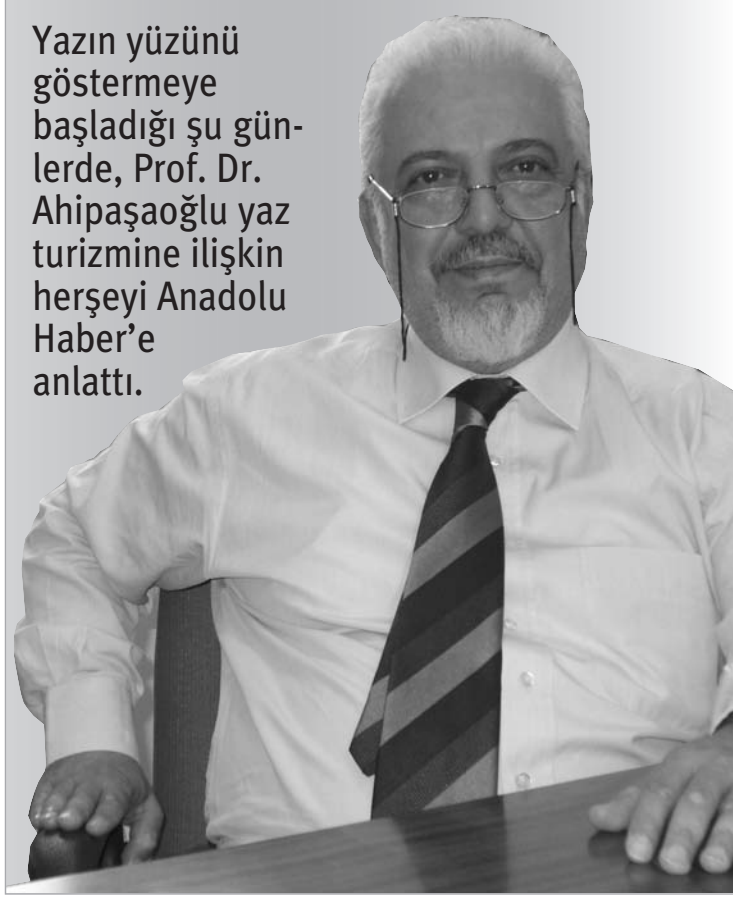 Yazın yüzünü
göstermeye
başladığı şu gün-
lerde, Prof. Dr.
Ahipaşaoğlu yaz
turizmine ilişkin
herşeyi Anadolu
Haber’e
anlattı.